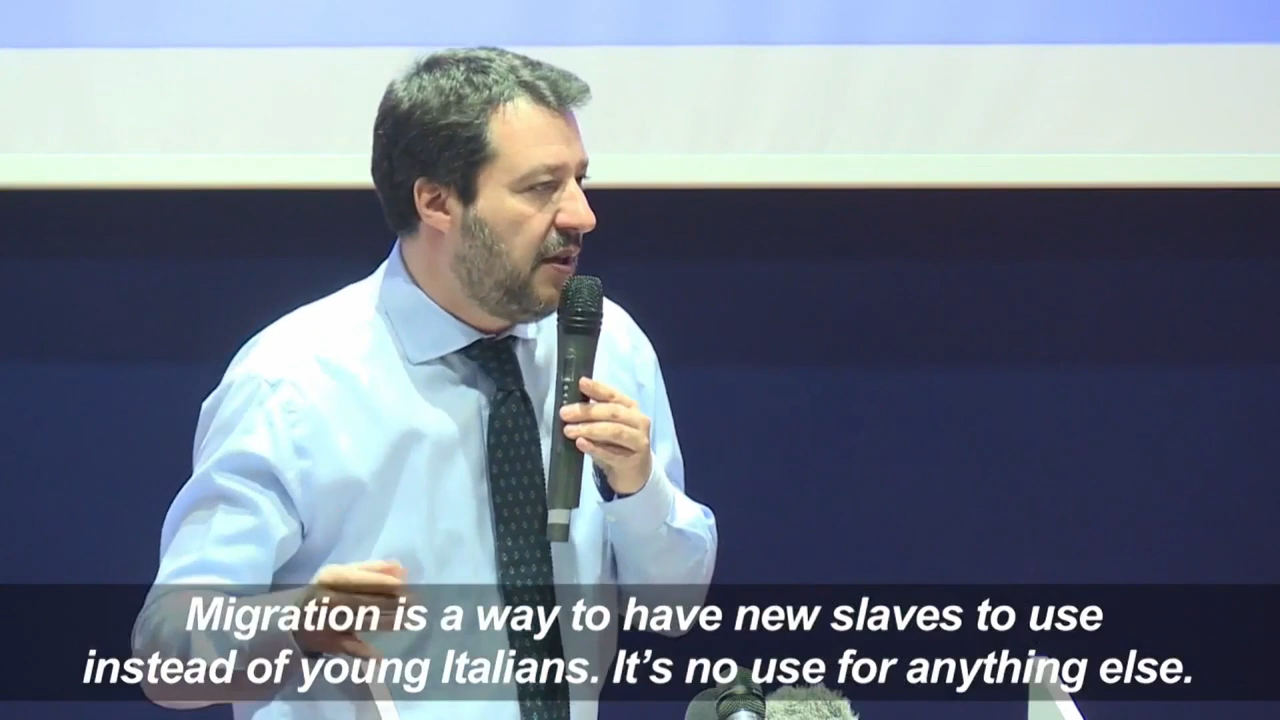 Migration is a way to have new slaves to use
instead of young Italians. It's no use for anything else.